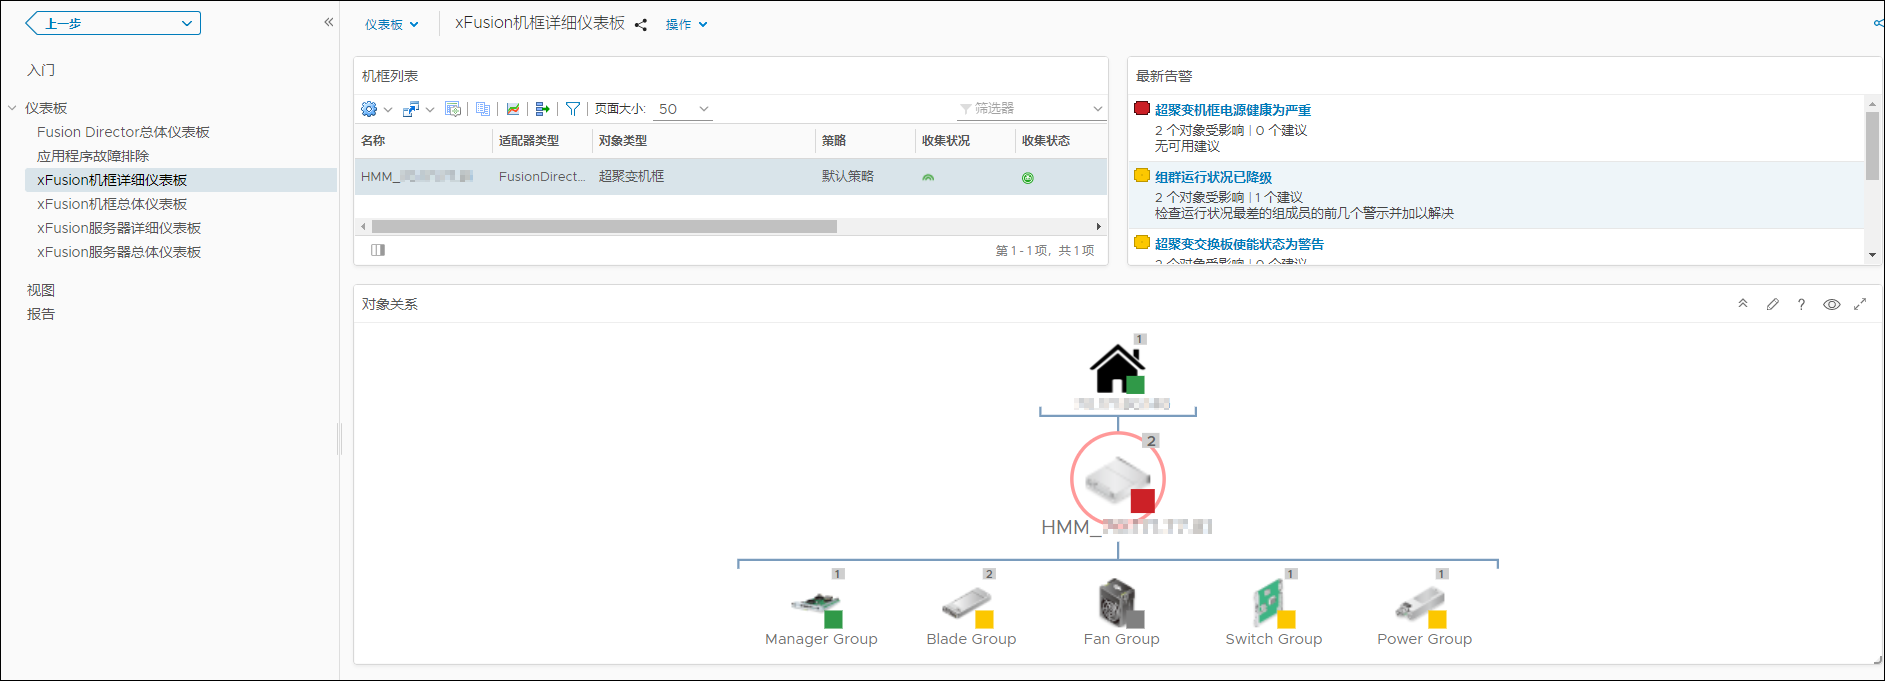 上一步
入门
仪表板
Fusion Director总体仪表板
应用程序故障排除
xFusion机框详细仪表板
xFusion机框总体仪表板
xFusion服务器详细仪表板
xFusion服务器总体仪表板
视图
报告
仪表板
xFusion机框详细仪表板
操作
机框列表
页面大小: 50
筛选器
名称 适配器类型 对象类型 策略 收集状况 收集状态
HMM_ FusionDirect... 超聚变机框 默认策略
第 1 - 1 项, 共 1 项
最新告警
超聚变机框电源健康为严重
2 个对象受影响 | 0 个建议
无可用建议
组群运行状况已降级
2 个对象受影响 | 1 个建议
检查运行状况最差的组成员的前几个警示并加以解决
超聚变交换板使能状态为警告
2 个对象受影响 | 0 个建议
对象关系
?
1
2
HMM_
1 2 1 1
Manager Group Blade Group Fan Group Switch Group Power Group